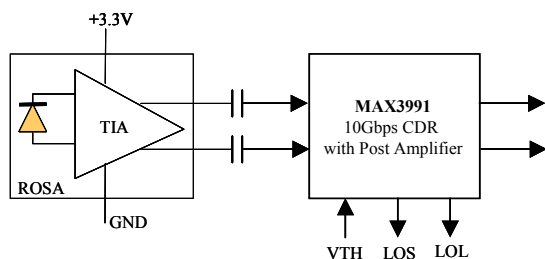 +3.3V
TIA
ROSA
GND
MAX3991
10Gbps CDR
with Post Amplifier
VTH
LOS
LOL